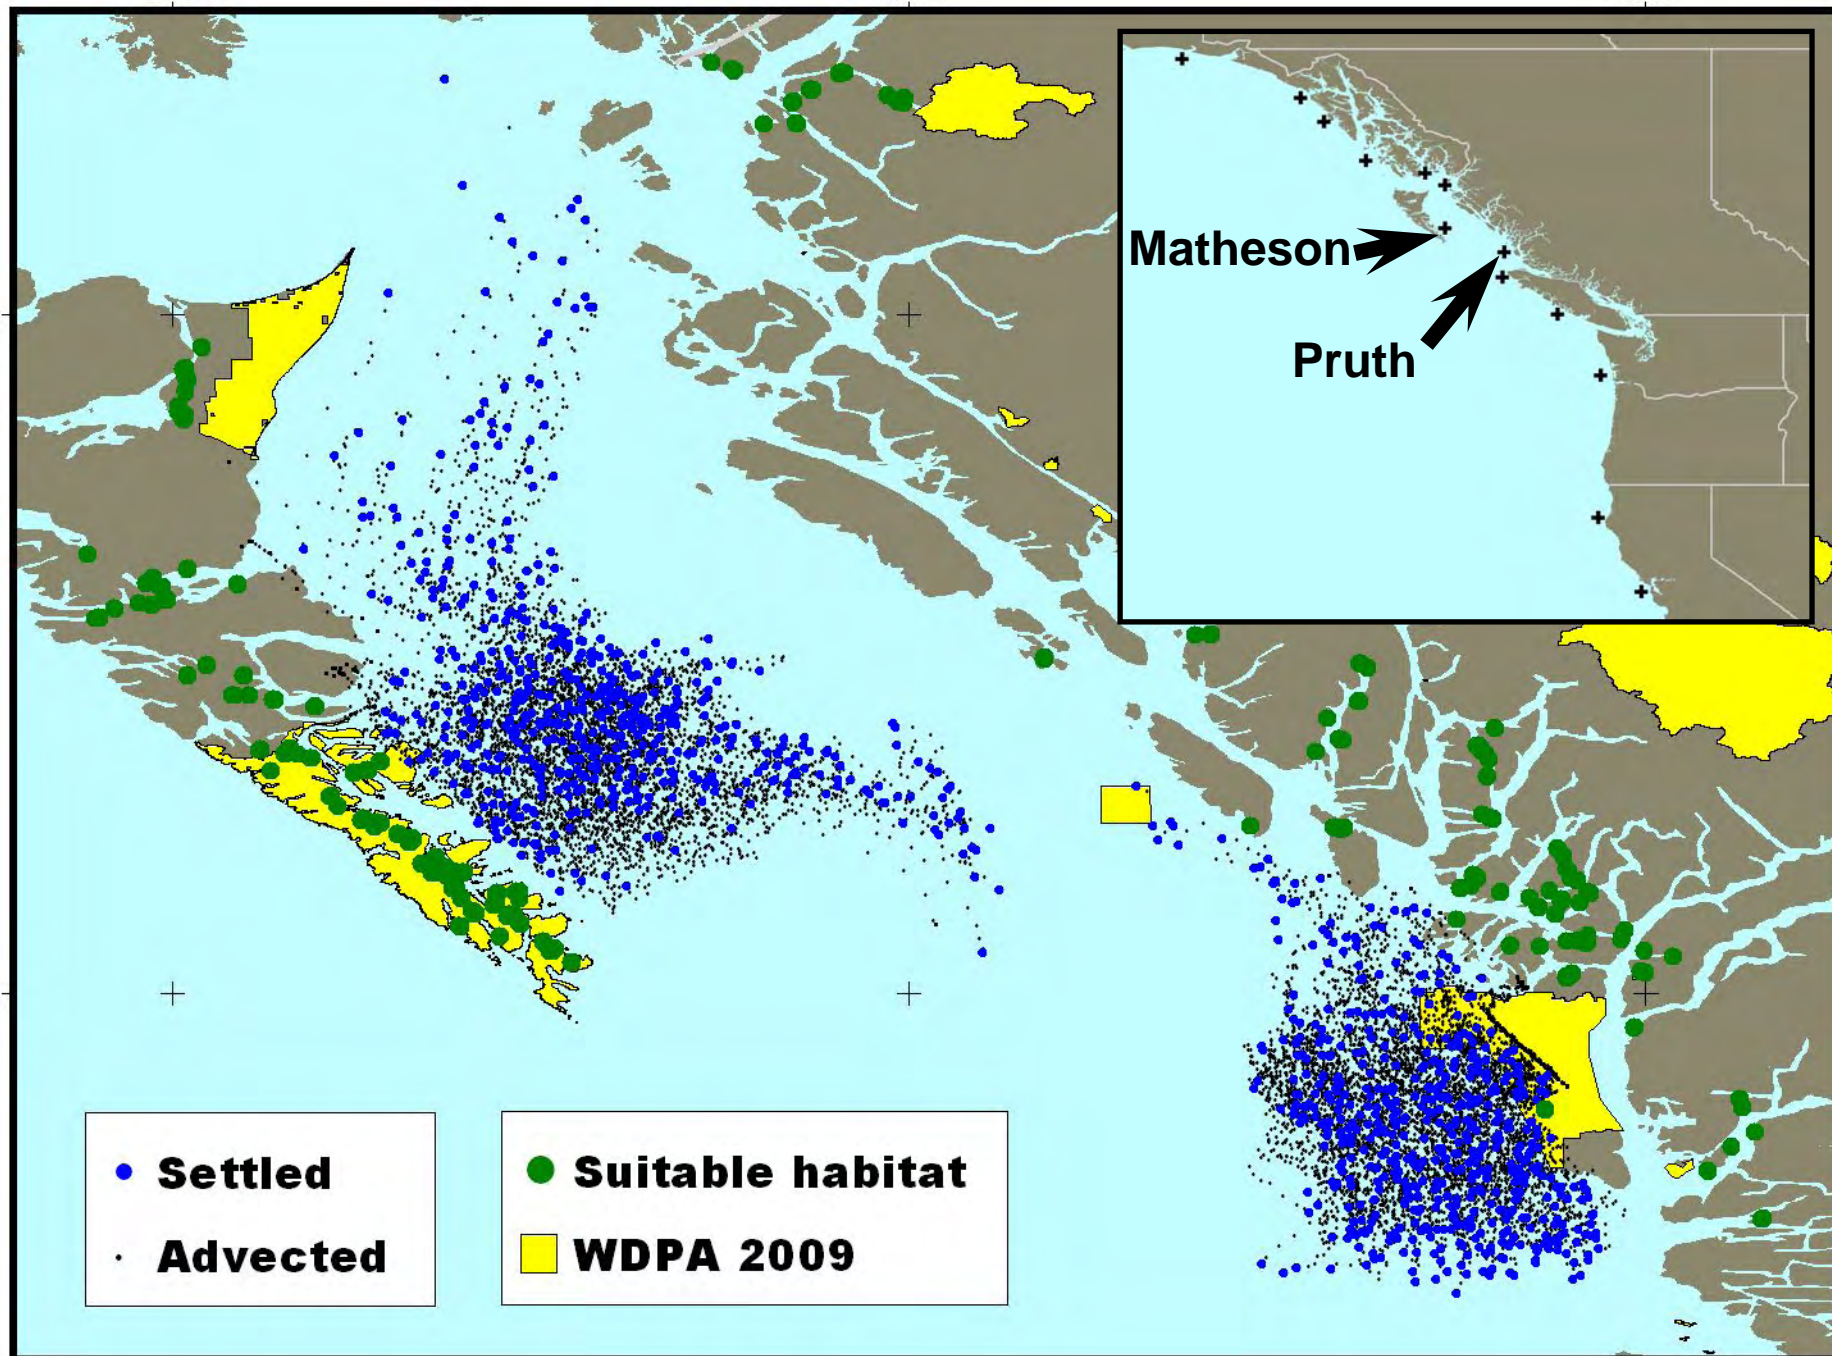 Matheson
Pruth
Settled
Advected
Suitable habitat
WDPA 2009